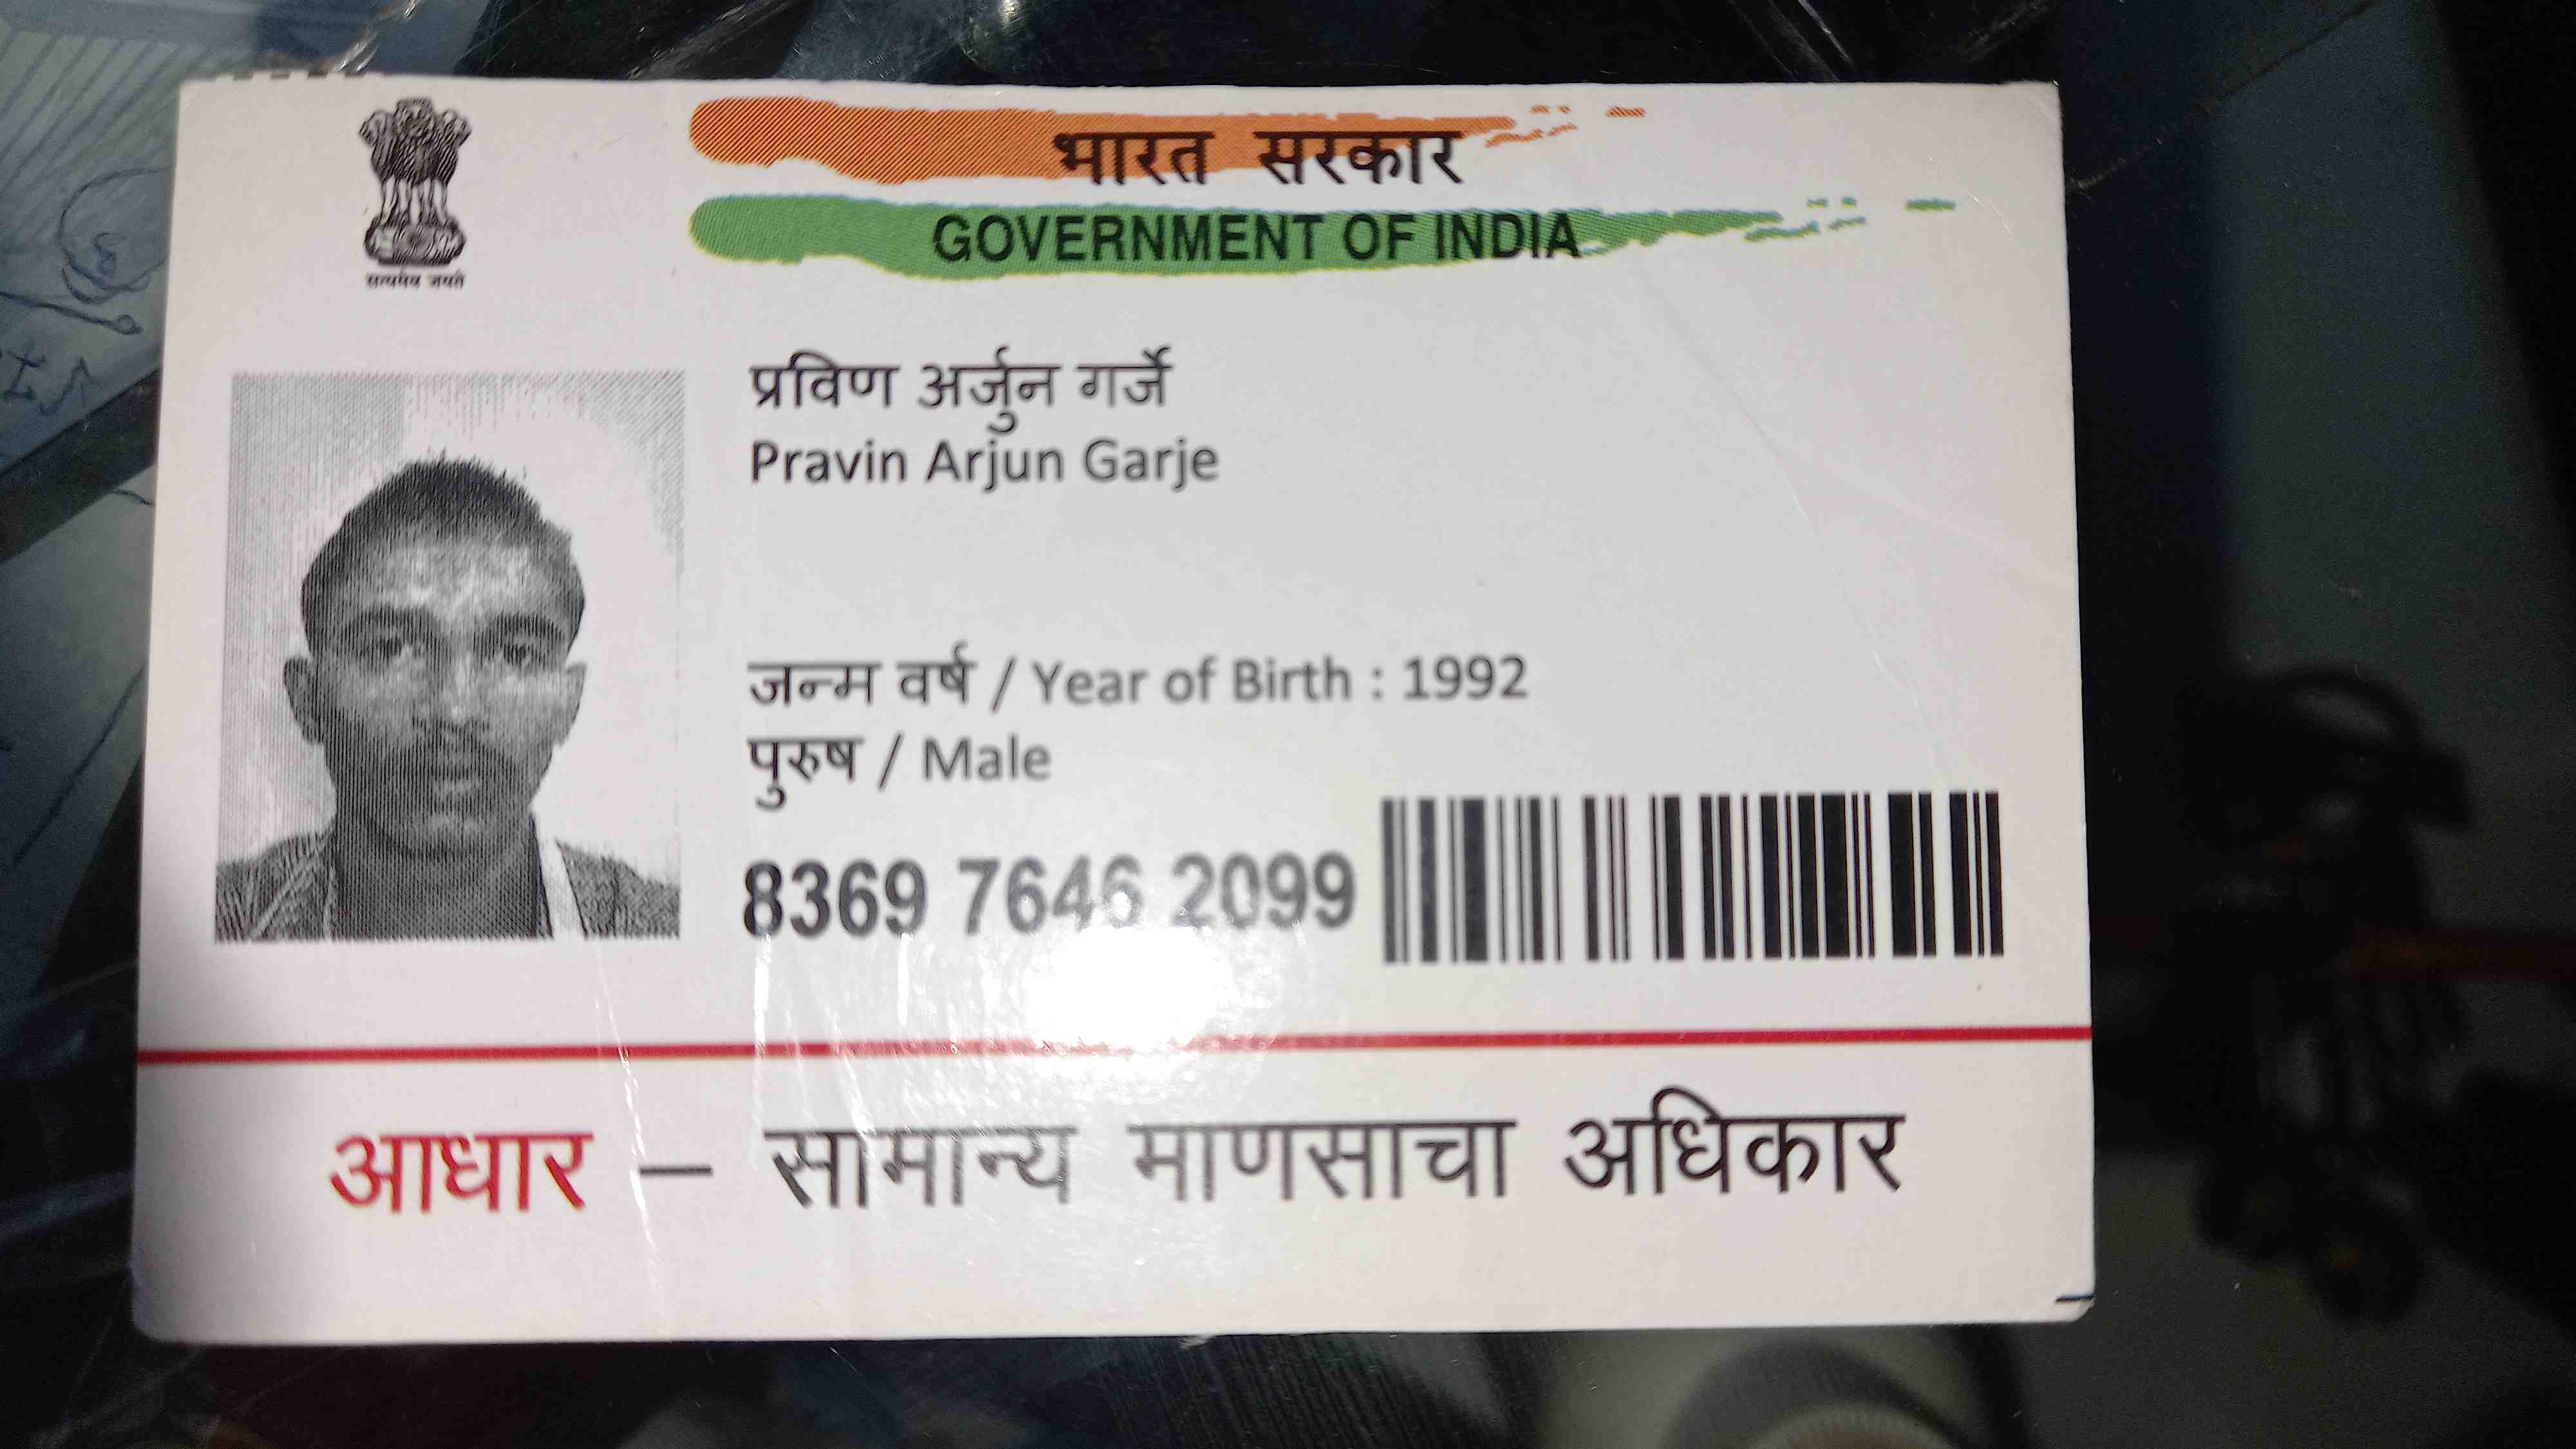 भारत सरकार
GOVERNMENT OF INDIA
सत्यमेव जयते
प्रविण अर्जुन गर्जे
Pravin Arjun Garje
जन्म वर्ष / Year of Birth : 1992
पुरुष / Male
8369 7646 2099
आधार – सामान्य माणसाचा अधिकार